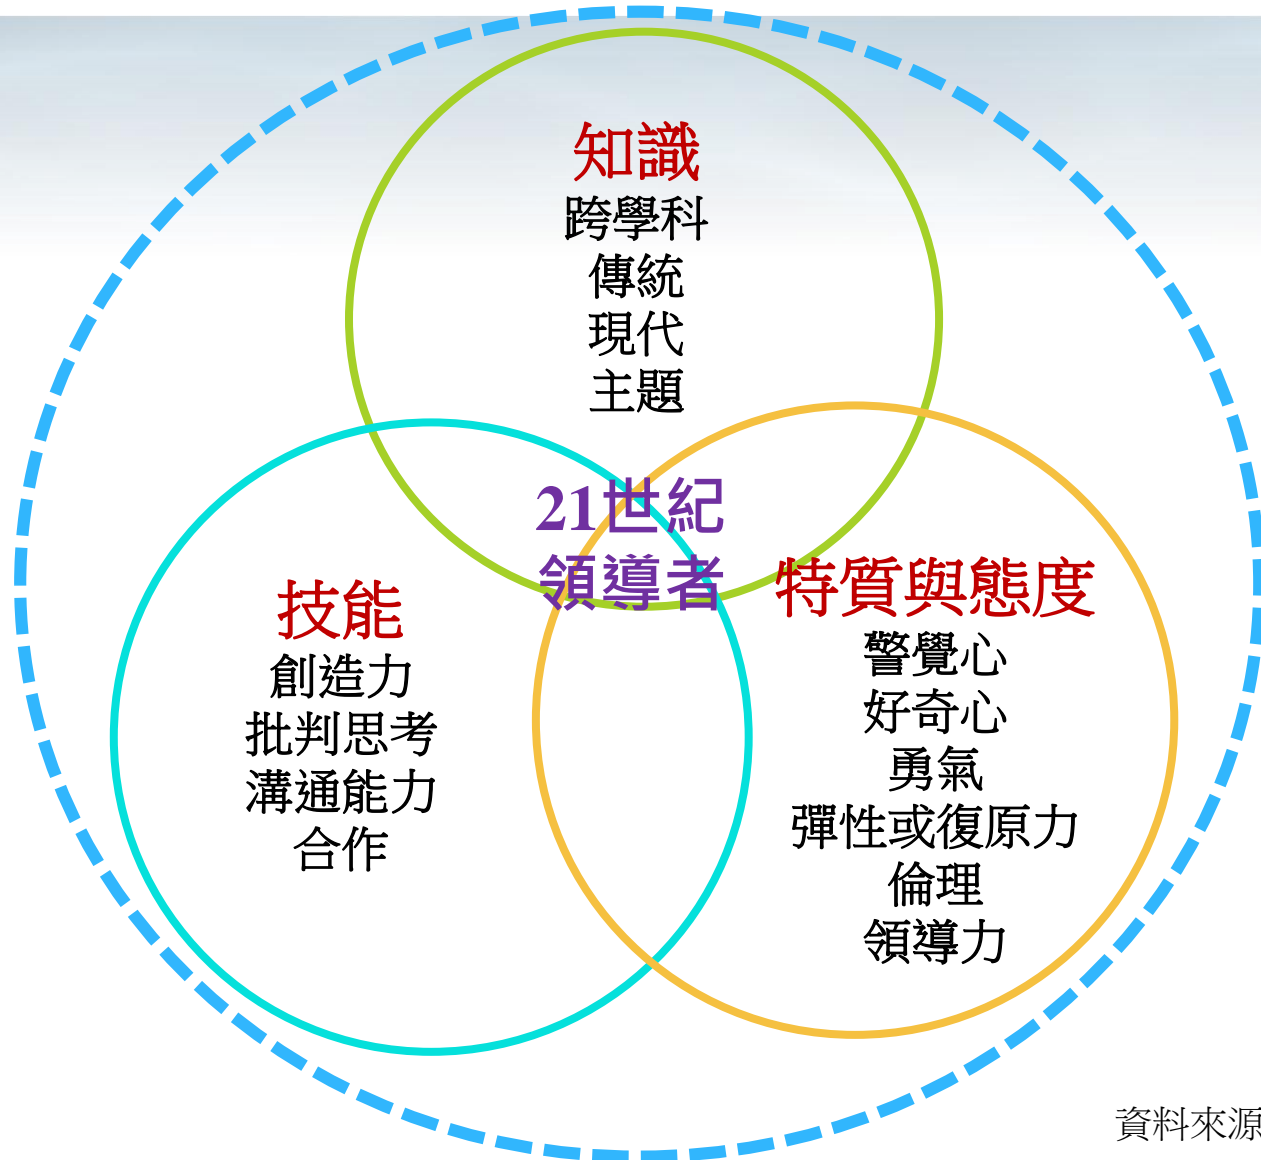 知識
跨學科
傳統
現代
主題
21世紀
領導者
技能
創造力
批判思考
溝通能力
合作
特質與態度
警覺心
好奇心
勇氣
彈性或復原力
倫理
領導力
資料來源